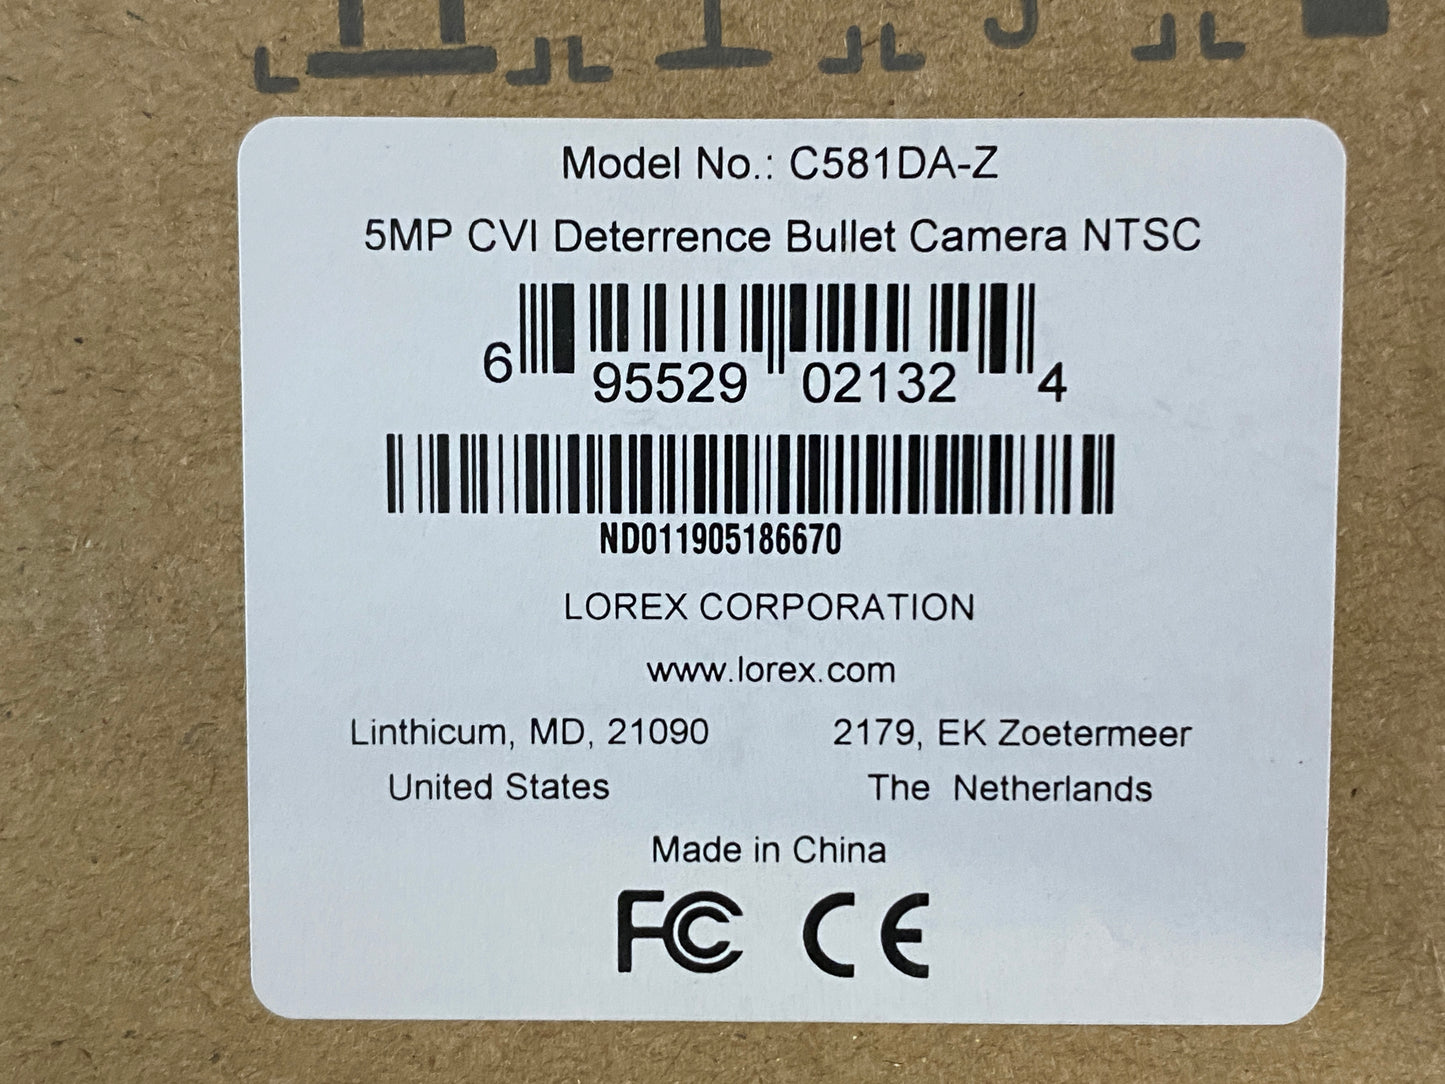 Model No.: C581DA-Z
5MP CVI Deterrence Bullet Camera NTSC
6 95529 02132 4
ND011905186670
LOREX CORPORATION
www.lorex.com
Linthicum, MD, 21090 2179, EK Zoetermeer
United States The Netherlands
Made in China
FC CE